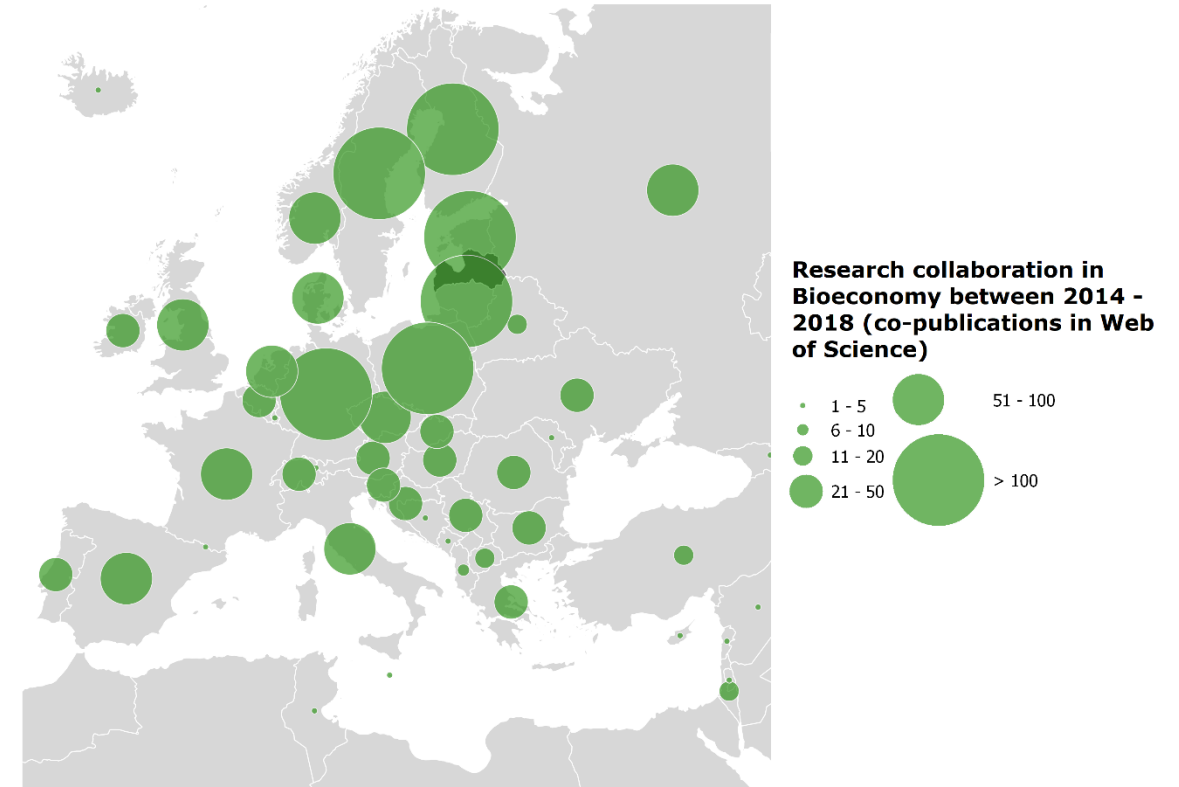 Research collaboration in
Bioeconomy between 2014 -
2018 (co-publications in Web
of Science)
1 - 5
6 - 10
11 - 20
21 - 50
51 - 100
> 100